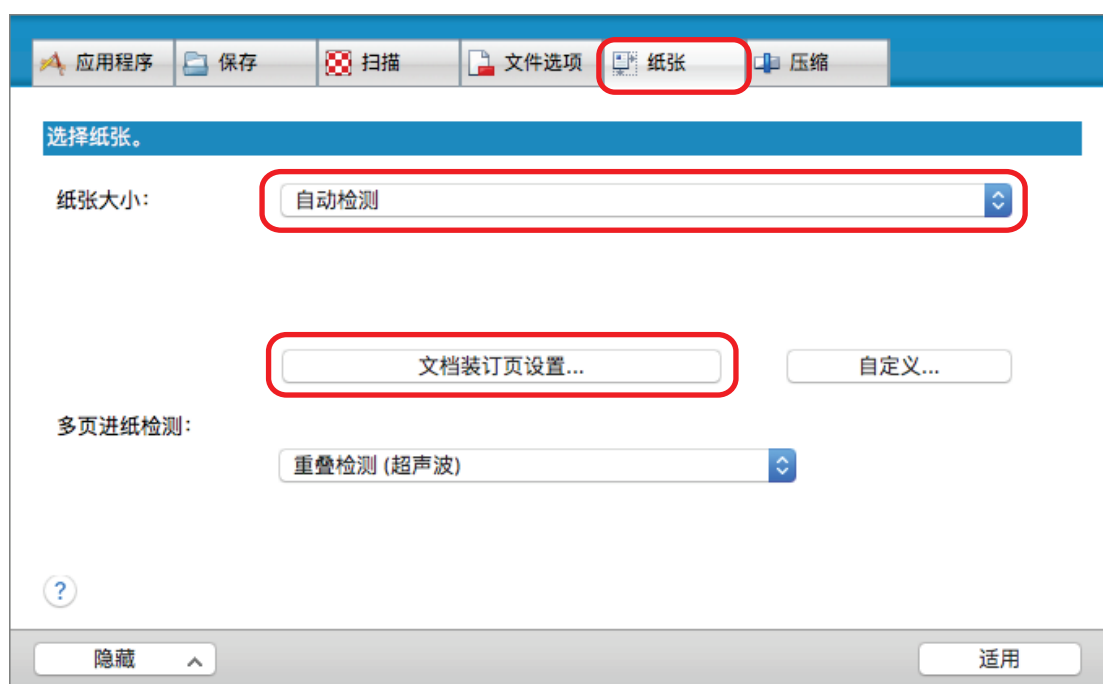 应用程序 保存 扫描 文件选项 纸张 压缩
选择纸张。
纸张大小: 自动检测
文档装订页设置... 自定义...
多页进纸检测:
重叠检测 (超声波)
?
隐藏 适用